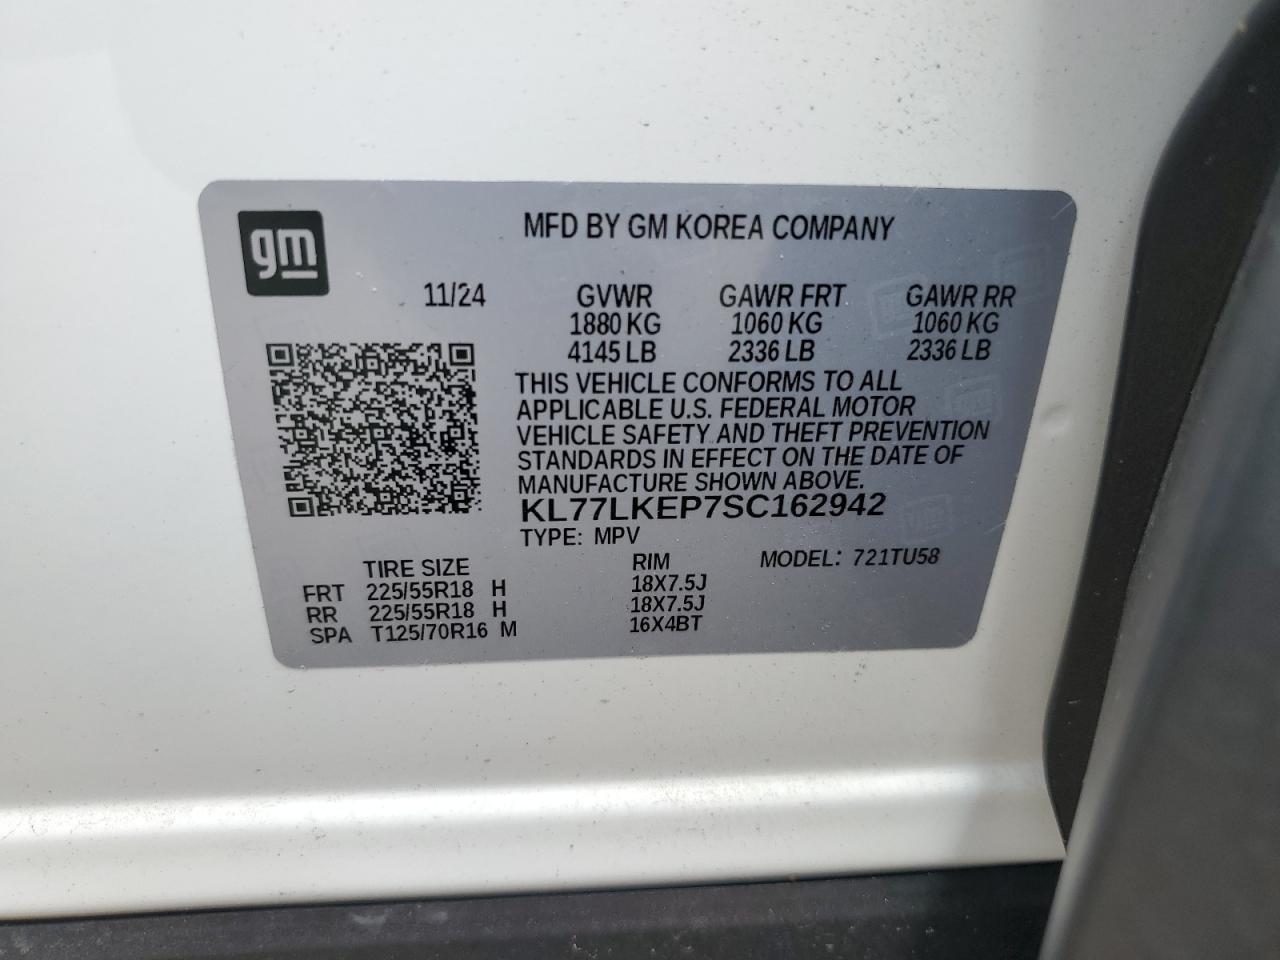 gm
MFD BY GM KOREA COMPANY
11/24 GVWR GAWR FRT GAWR RR
1880 KG 1060 KG 1060 KG
4145 LB 2336 LB 2336 LB
THIS VEHICLE CONFORMS TO ALL
APPLICABLE U.S. FEDERAL MOTOR
VEHICLE SAFETY AND THEFT PREVENTION
STANDARDS IN EFFECT ON THE DATE OF
MANUFACTURE SHOWN ABOVE.
KL77LKEP7SC162942
TYPE: MPV
TIRE SIZE RIM MODEL: 721TU58
FRT 225/55R18 H 18X7.5J
RR 225/55R18 H 18X7.5J
SPA T125/70R16 M 16X4BT